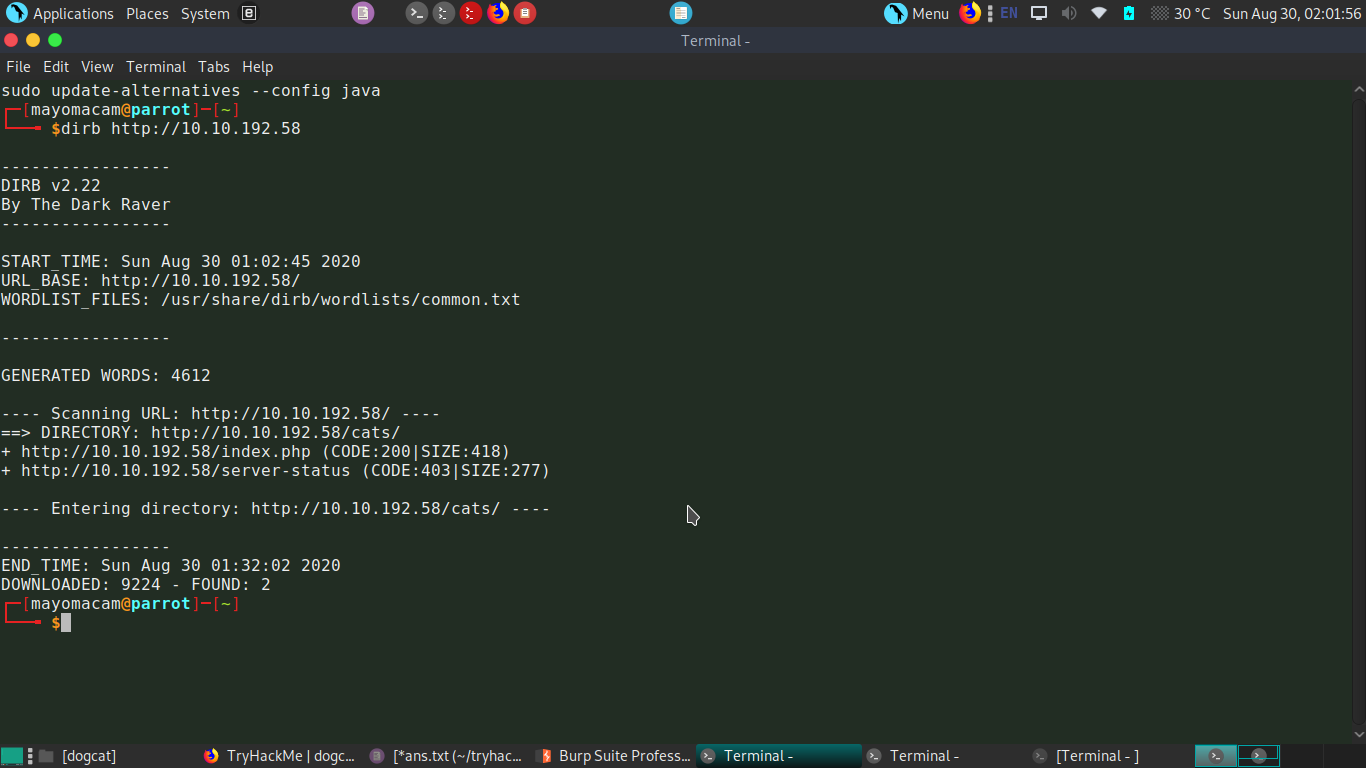 Applications Places System
Menu EN 30 °C Sun Aug 30, 02:01:56
Terminal -
File Edit View Terminal Tabs Help
sudo update-alternatives --config java
┌─[mayomacam@parrot]─[~]
└──╼ $dirb http://10.10.192.58
-----------------
DIRB v2.22
By The Dark Raver
-----------------
START_TIME: Sun Aug 30 01:02:45 2020
URL_BASE: http://10.10.192.58/
WORDLIST_FILES: /usr/share/dirb/wordlists/common.txt
-----------------
GENERATED WORDS: 4612
---- Scanning URL: http://10.10.192.58/ ----
==> DIRECTORY: http://10.10.192.58/cats/
+ http://10.10.192.58/index.php (CODE:200|SIZE:418)
+ http://10.10.192.58/server-status (CODE:403|SIZE:277)
---- Entering directory: http://10.10.192.58/cats/ ----
-----------------
END_TIME: Sun Aug 30 01:32:02 2020
DOWNLOADED: 9224 - FOUND: 2
┌─[mayomacam@parrot]─[~]
└──╼ $
[dogcat] TryHackMe | dogc... [*ans.txt (~/tryhac... Burp Suite Profess... Terminal - Terminal - [Terminal - ]